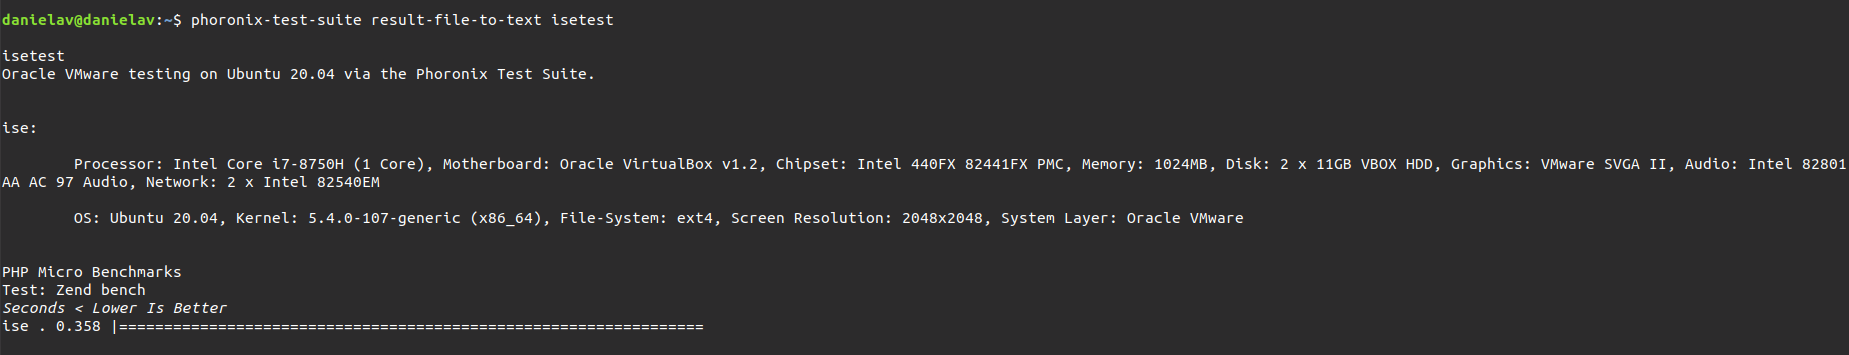 danielav@danielav:~$ phoronix-test-suite result-file-to-text isetest
isetest
Oracle VMware testing on Ubuntu 20.04 via the Phoronix Test Suite.
ise:
Processor: Intel Core i7-8750H (1 Core), Motherboard: Oracle VirtualBox v1.2, Chipset: Intel 440FX 82441FX PMC, Memory: 1024MB, Disk: 2 x 11GB VBOX HDD, Graphics: VMware SVGA II, Audio: Intel 82801
AA AC 97 Audio, Network: 2 x Intel 82540EM
OS: Ubuntu 20.04, Kernel: 5.4.0-107-generic (x86_64), File-System: ext4, Screen Resolution: 2048x2048, System Layer: Oracle VMware
PHP Micro Benchmarks
Test: Zend bench
Seconds < Lower Is Better
ise . 0.358 |=================================================================